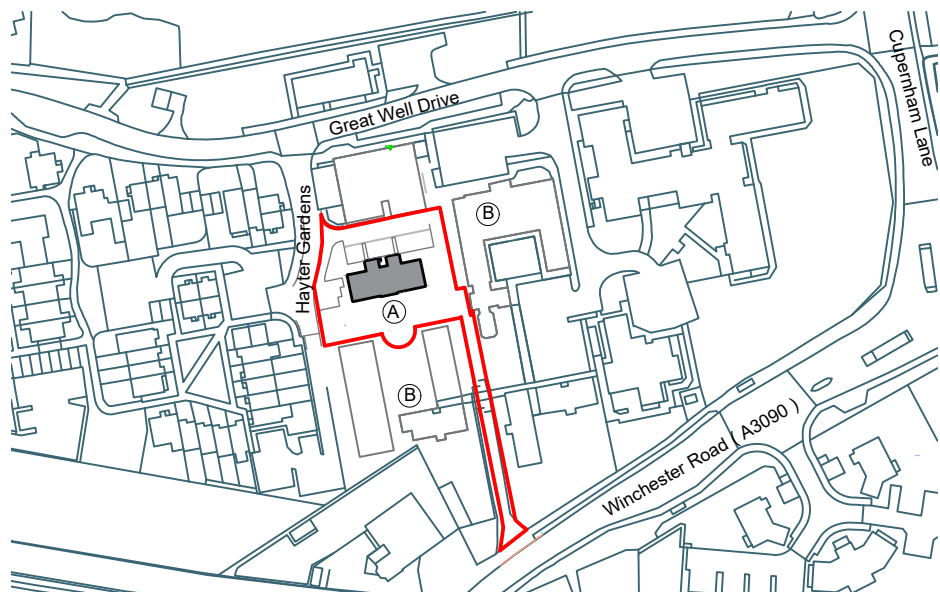 Great Well Drive
Cupernham Lane
Hayter Gardens
B
A
B
Winchester Road ( A3090 )